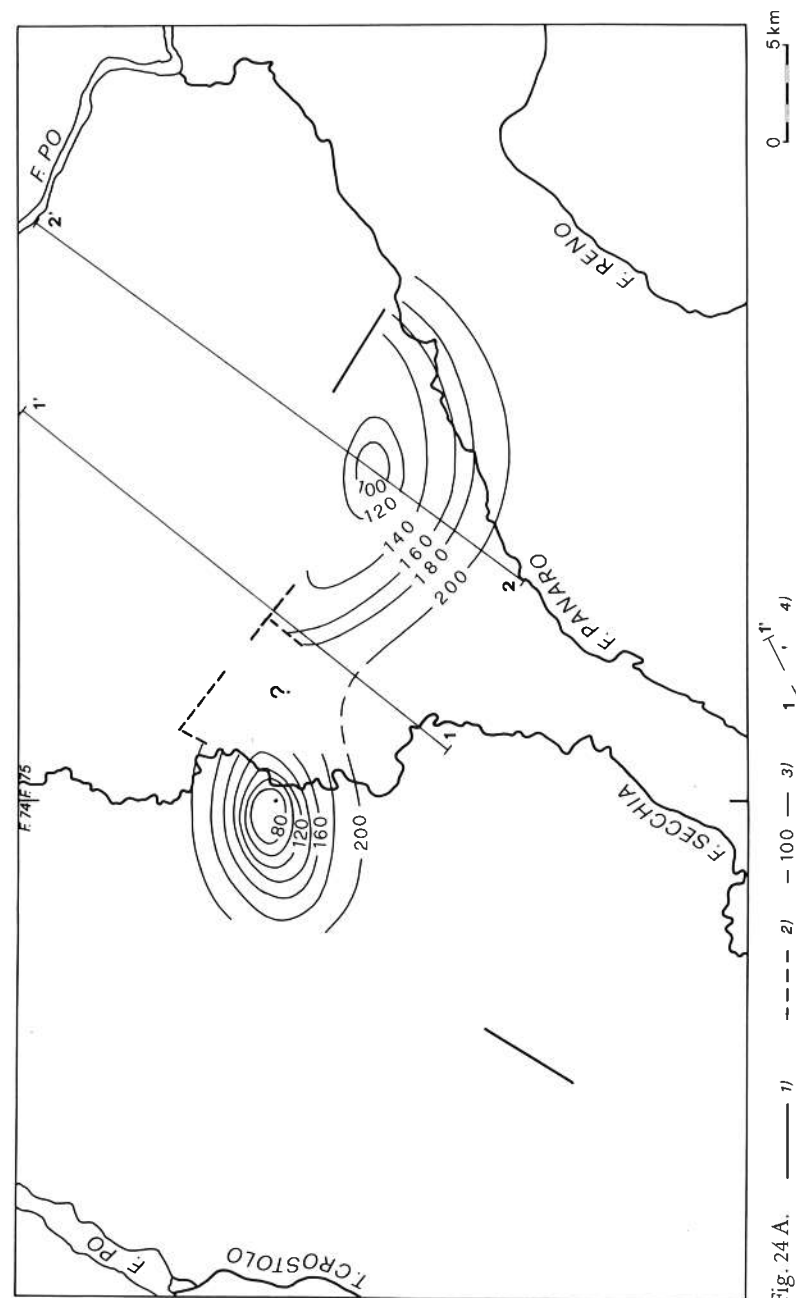 F. PO
2'
1'
F. 74 F. 75
?
100
120
140
160
180
200
80
120
160
200
2
1
F. PANARO
F. RENO
F. SECCHIA
F. PO
T. CROSTOLO
0 5 km
Fig. 24 A. 1) 2) — 100 — 3) 1 1' 4)